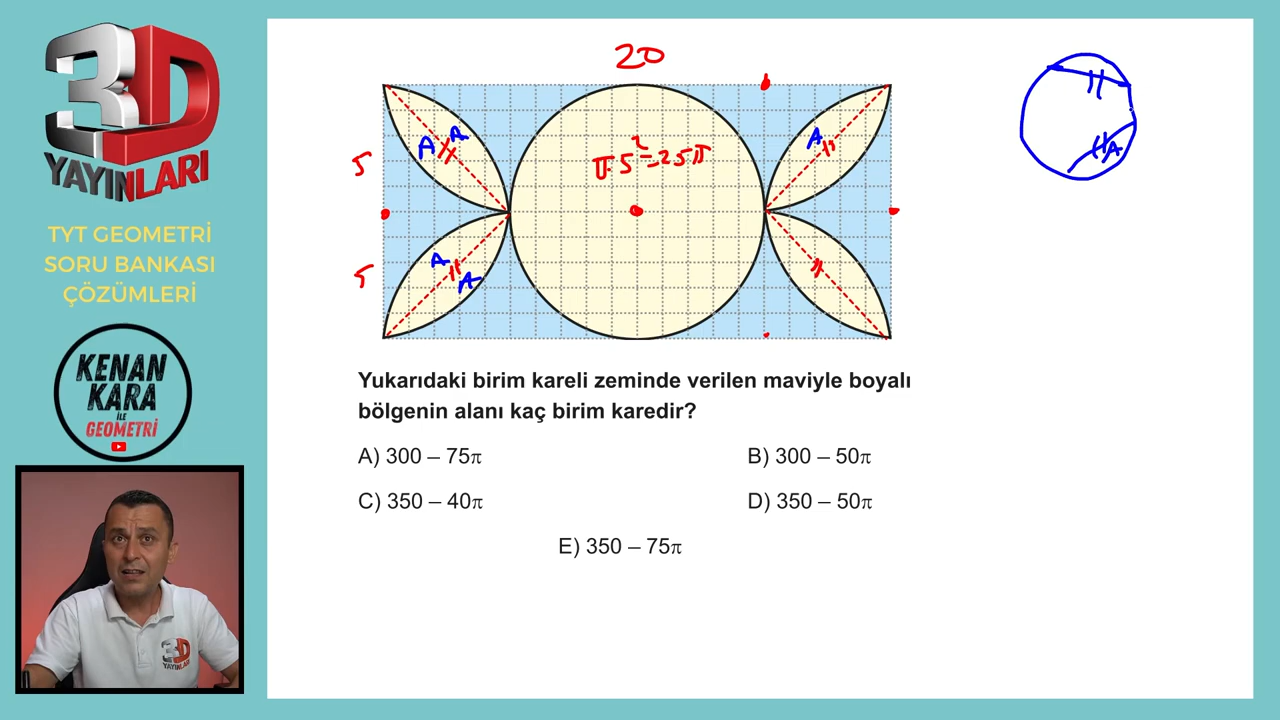 3D
YAYINLARI
TYT GEOMETRİ
SORU BANKASI
ÇÖZÜMLERİ
KENAN
KARA
İLE
GEOMETRİ
3D
YAYINLARI
20
5
5
A
A
A
A
A
π.5²=25π
A
Yukarıdaki birim kareli zeminde verilen maviyle boyalı
bölgenin alanı kaç birim karedir?
A) 300 – 75π
B) 300 – 50π
C) 350 – 40π
D) 350 – 50π
E) 350 – 75π